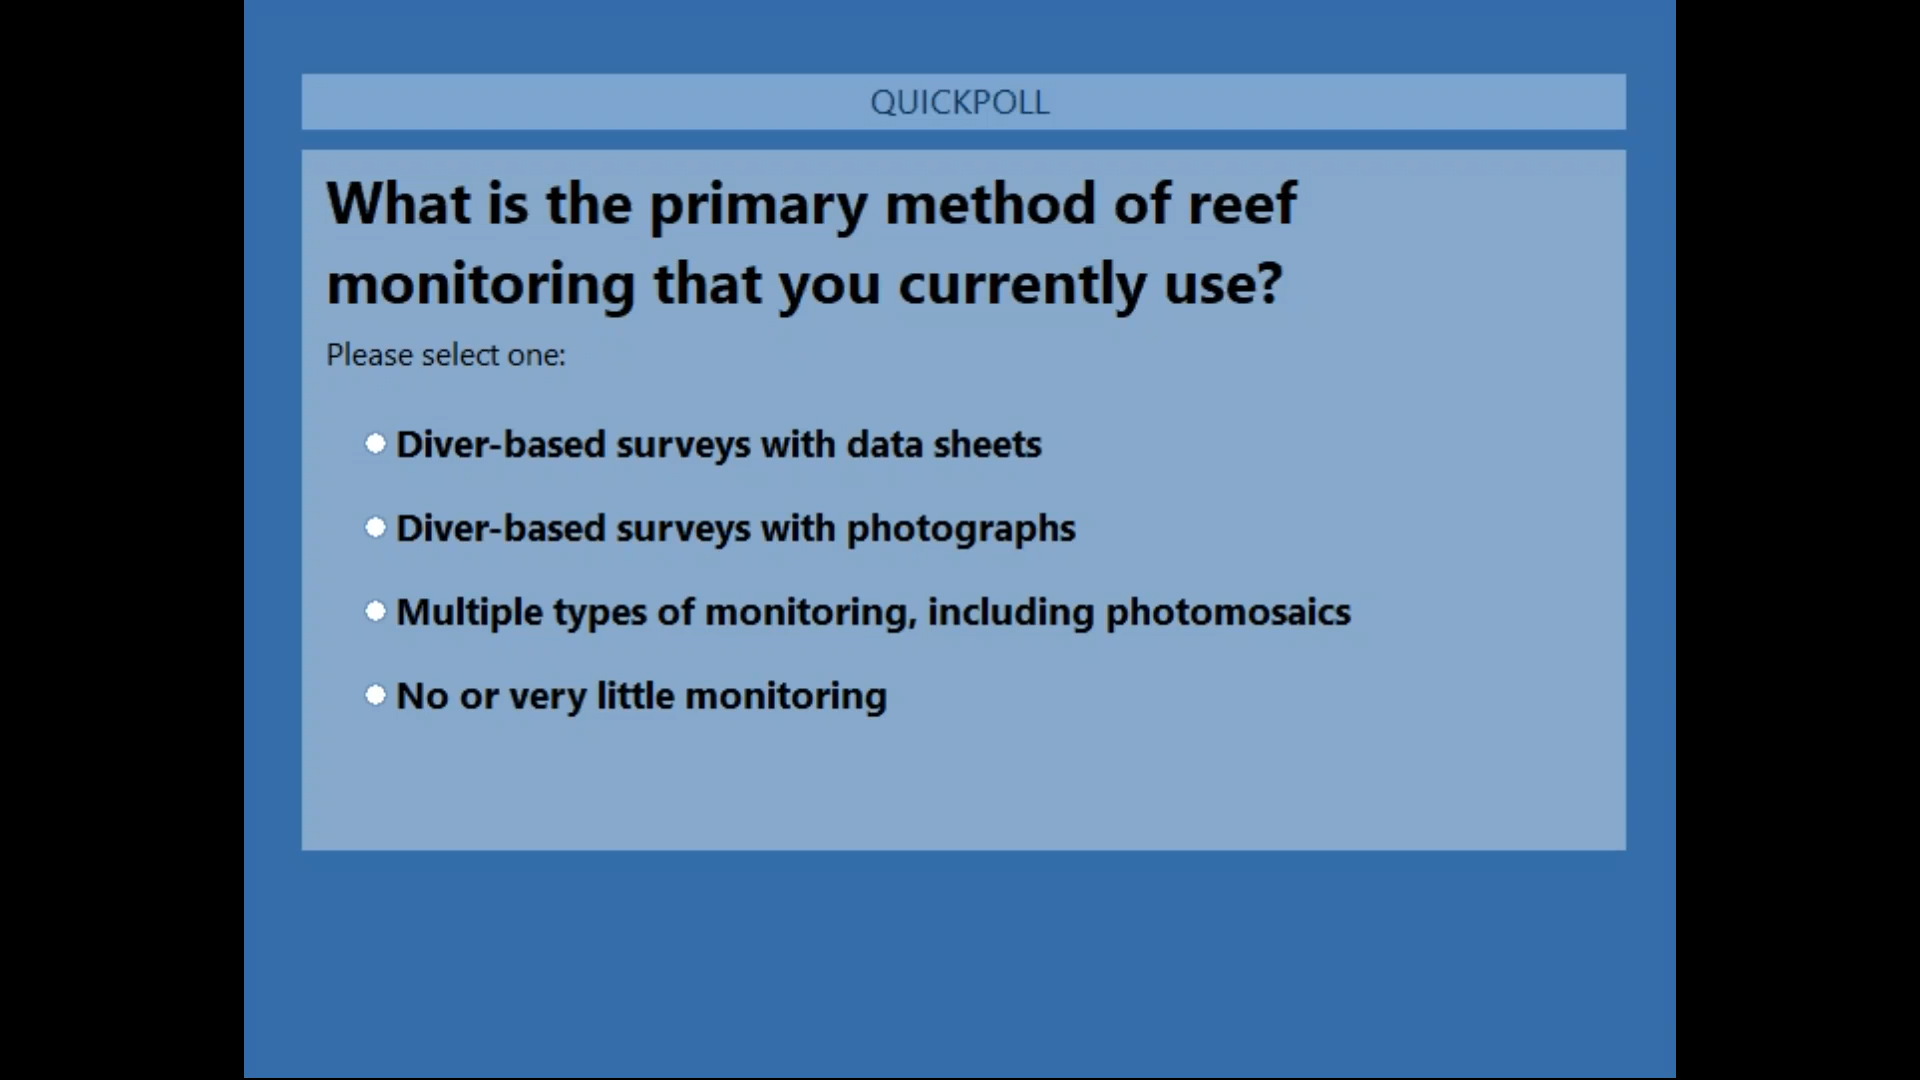 QUICKPOLL
What is the primary method of reef
monitoring that you currently use?
Please select one:
Diver-based surveys with data sheets
Diver-based surveys with photographs
Multiple types of monitoring, including photomosaics
No or very little monitoring